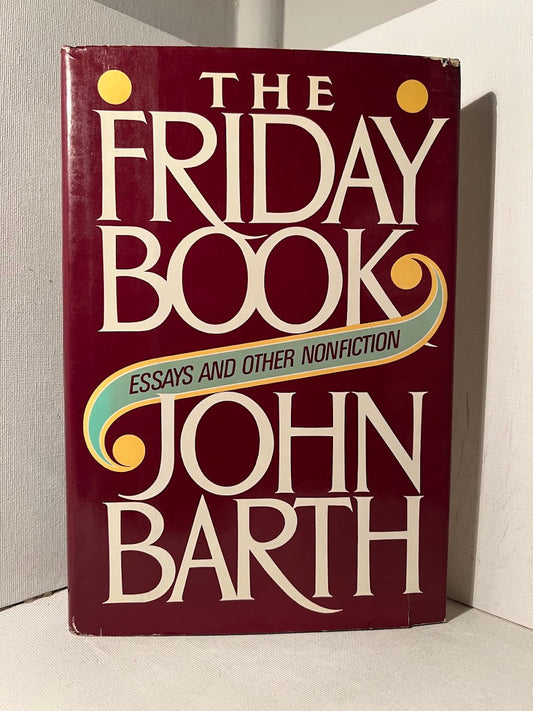 THE
FRIDAY
BOOK
ESSAYS AND OTHER NONFICTION
JOHN
BARTH